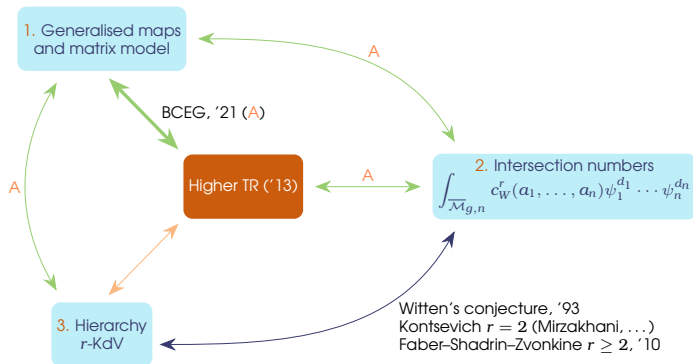 1. Generalised maps
and matrix model
A
BCEG, '21 (A)
A
Higher TR ('13)
A
2. Intersection numbers
∫_{\overline{M}_{g,n}} c_W^r(a_1, . . . , a_n)ψ_1^{d_1} · · · ψ_n^{d_n}
3. Hierarchy
r-KdV
Witten's conjecture, '93
Kontsevich r = 2 (Mirzakhani, . . . )
Faber–Shadrin–Zvonkine r ≥ 2, '10